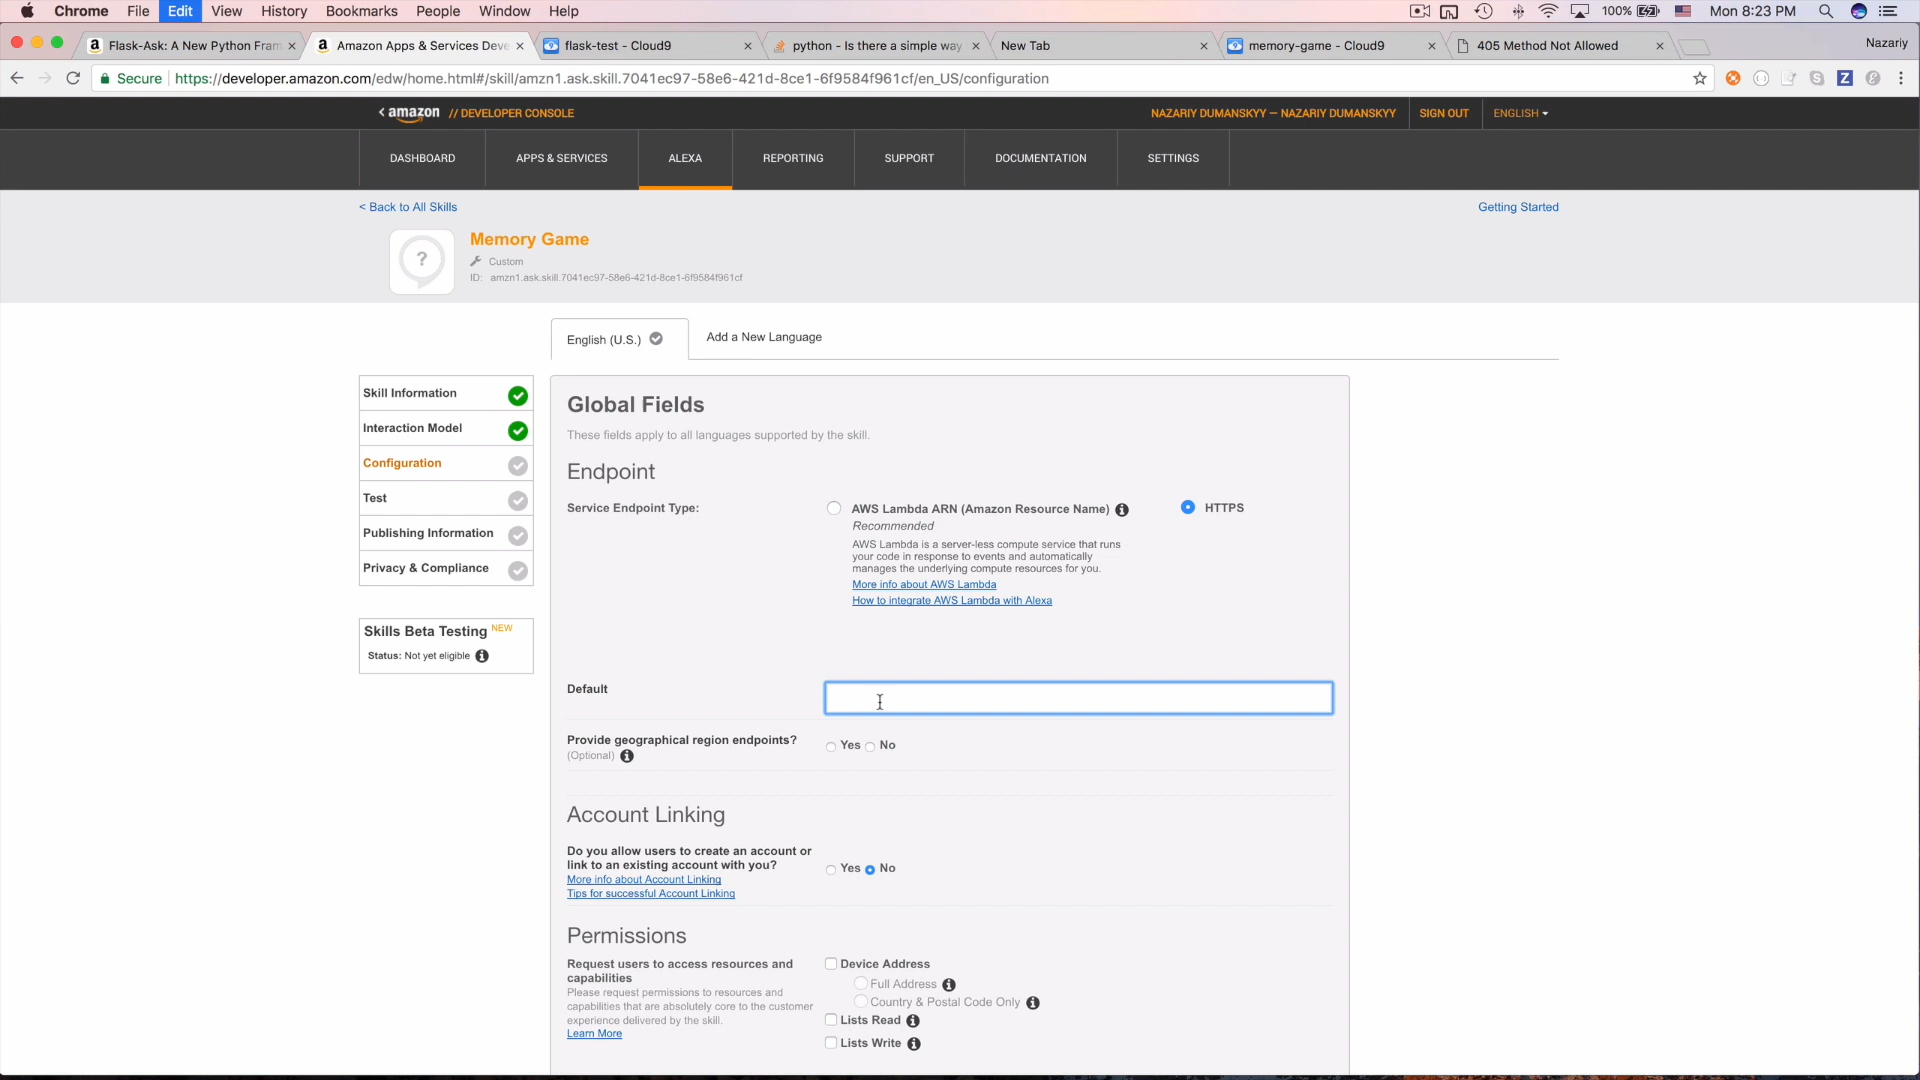 Chrome File Edit View History Bookmarks People Window Help 100% Mon 8:23 PM
Flask-Ask: A New Python Fram Amazon Apps & Services Deve flask-test - Cloud9 python - Is there a simple way New Tab memory-game - Cloud9 405 Method Not Allowed Nazariy
Secure https://developer.amazon.com/edw/home.html#/skill/amzn1.ask.skill.7041ec97-58e6-421d-8ce1-6f9584f961cf/en_US/configuration
< amazon // DEVELOPER CONSOLE NAZARIY DUMANSKYY — NAZARIY DUMANSKYY SIGN OUT ENGLISH
DASHBOARD APPS & SERVICES ALEXA REPORTING SUPPORT DOCUMENTATION SETTINGS
< Back to All Skills Getting Started
Memory Game
Custom
ID: amzn1.ask.skill.7041ec97-58e6-421d-8ce1-6f9584f961cf
English (U.S.) Add a New Language
Skill Information
Interaction Model
Configuration
Test
Publishing Information
Privacy & Compliance
Skills Beta Testing NEW
Status: Not yet eligible
Global Fields
These fields apply to all languages supported by the skill.
Endpoint
Service Endpoint Type: AWS Lambda ARN (Amazon Resource Name) HTTPS
Recommended
AWS Lambda is a server-less compute service that runs
your code in response to events and automatically
manages the underlying compute resources for you.
More info about AWS Lambda
How to integrate AWS Lambda with Alexa
Default
Provide geographical region endpoints? Yes No
(Optional)
Account Linking
Do you allow users to create an account or
link to an existing account with you? Yes No
More info about Account Linking
Tips for successful Account Linking
Permissions
Request users to access resources and
capabilities
Please request permissions to resources and
capabilities that are absolutely core to the customer
experience delivered by the skill.
Learn More
Device Address
Full Address
Country & Postal Code Only
Lists Read
Lists Write